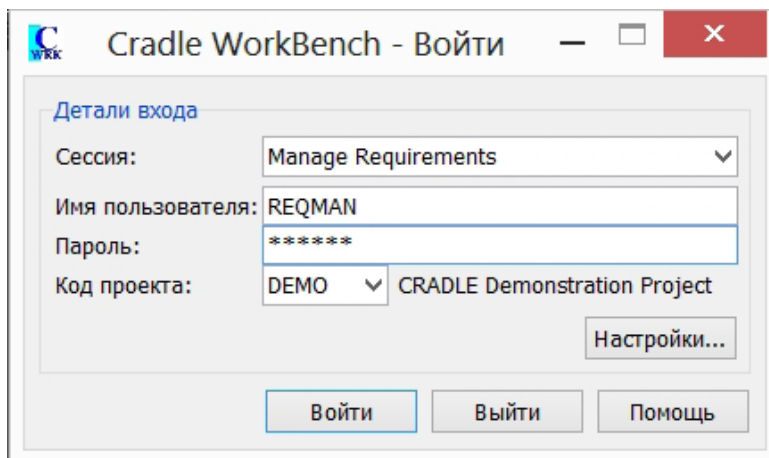 C
WRK
Cradle WorkBench - Войти
Детали входа
Сессия: Manage Requirements
Имя пользователя: REQMAN
Пароль: ******
Код проекта: DEMO CRADLE Demonstration Project
Настройки...
Войти Выйти Помощь